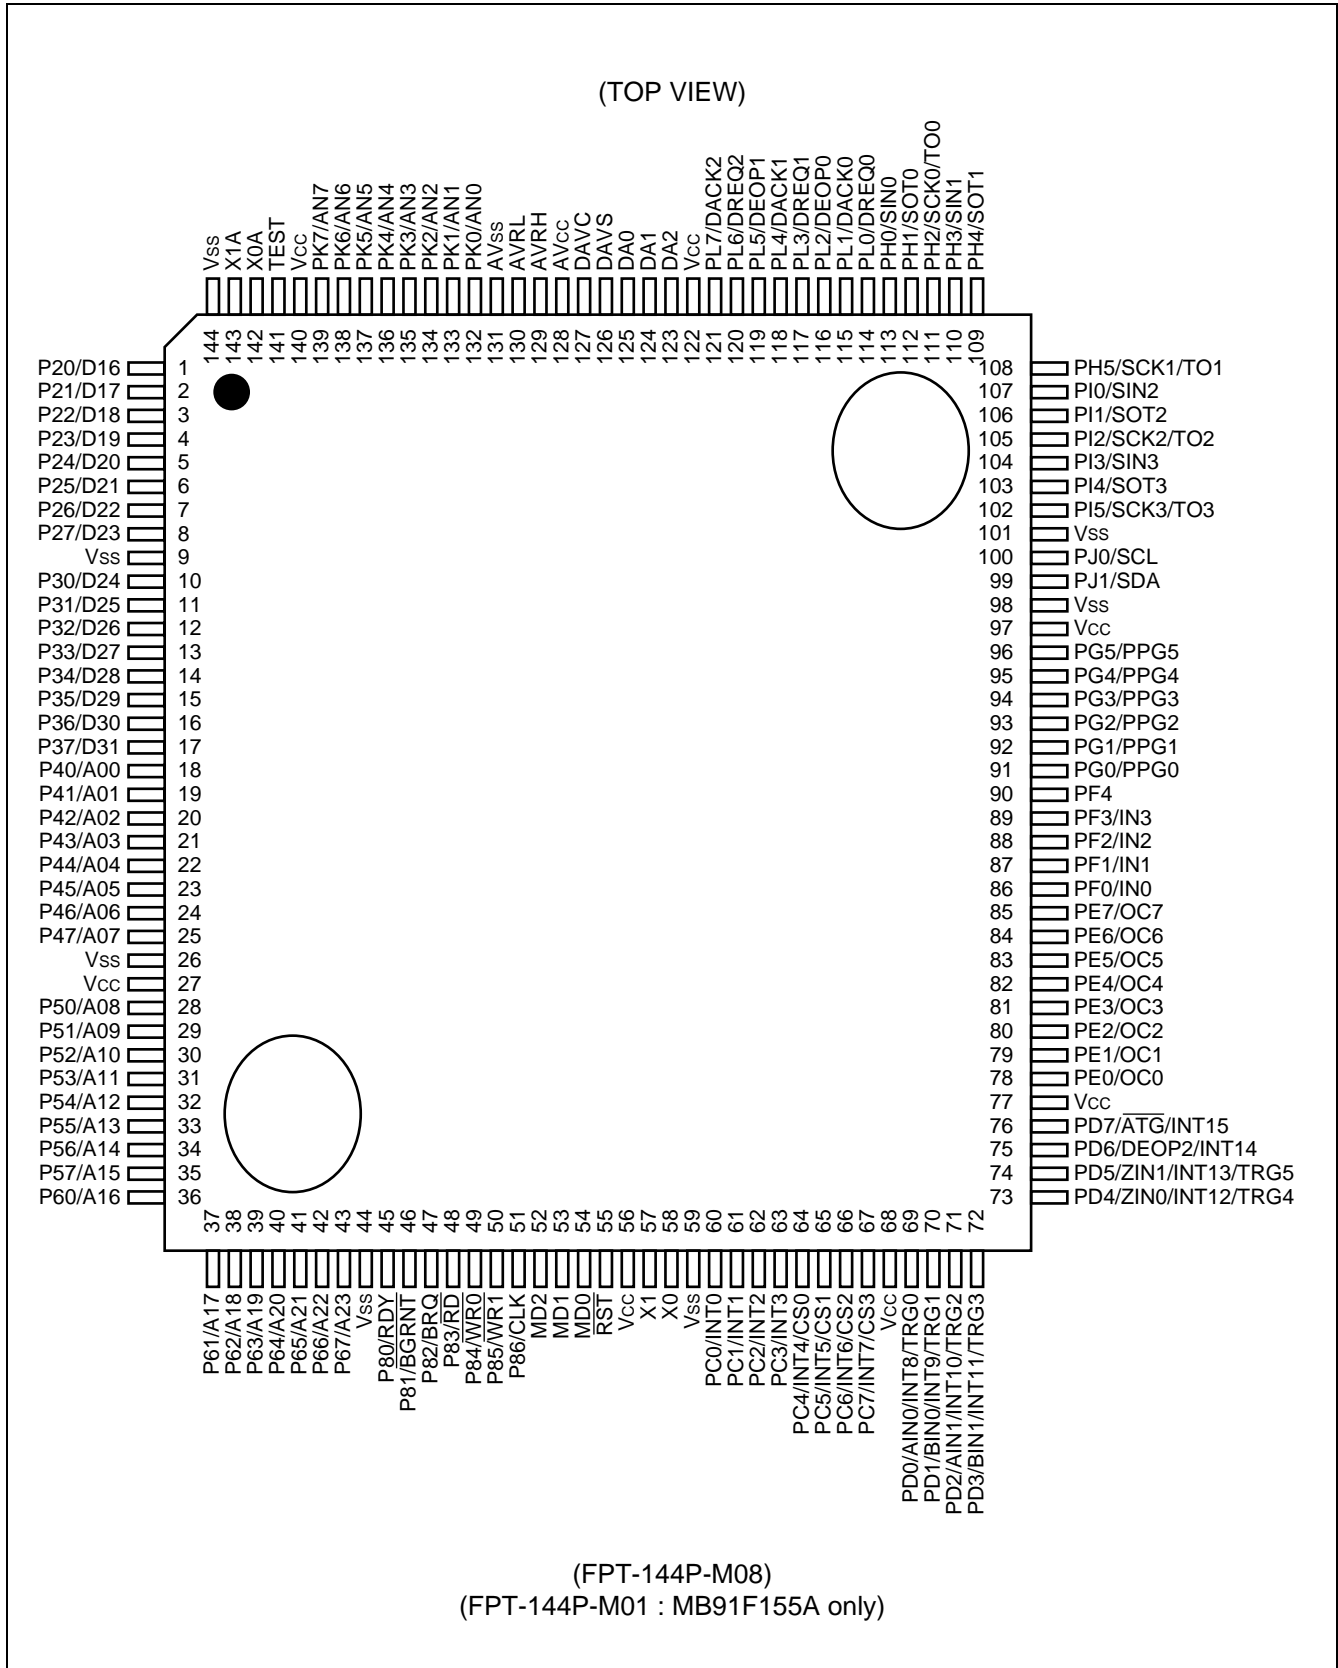 (TOP VIEW)
VSS
X1A
X0A
TEST
VCC
PK7/AN7
PK6/AN6
PK5/AN5
PK4/AN4
PK3/AN3
PK2/AN2
PK1/AN1
PK0/AN0
AVSS
AVRL
AVRH
AVCC
DAVC
DAVS
DA0
DA1
DA2
VCC
PL7/DACK2
PL6/DREQ2
PL5/DEOP1
PL4/DACK1
PL3/DREQ1
PL2/DEOP0
PL1/DACK0
PL0/DREQ0
PH0/SIN0
PH1/SOT0
PH2/SCK0/TO0
PH3/SIN1
PH4/SOT1
144
143
142
141
140
139
138
137
136
135
134
133
132
131
130
129
128
127
126
125
124
123
122
121
120
119
118
117
116
115
114
113
112
111
110
109
P20/D16 1
P21/D17 2
P22/D18 3
P23/D19 4
P24/D20 5
P25/D21 6
P26/D22 7
P27/D23 8
VSS 9
P30/D24 10
P31/D25 11
P32/D26 12
P33/D27 13
P34/D28 14
P35/D29 15
P36/D30 16
P37/D31 17
P40/A00 18
P41/A01 19
P42/A02 20
P43/A03 21
P44/A04 22
P45/A05 23
P46/A06 24
P47/A07 25
VSS 26
VCC 27
P50/A08 28
P51/A09 29
P52/A10 30
P53/A11 31
P54/A12 32
P55/A13 33
P56/A14 34
P57/A15 35
P60/A16 36
108 PH5/SCK1/TO1
107 PI0/SIN2
106 PI1/SOT2
105 PI2/SCK2/TO2
104 PI3/SIN3
103 PI4/SOT3
102 PI5/SCK3/TO3
101 VSS
100 PJ0/SCL
99 PJ1/SDA
98 VSS
97 VCC
96 PG5/PPG5
95 PG4/PPG4
94 PG3/PPG3
93 PG2/PPG2
92 PG1/PPG1
91 PG0/PPG0
90 PF4
89 PF3/IN3
88 PF2/IN2
87 PF1/IN1
86 PF0/IN0
85 PE7/OC7
84 PE6/OC6
83 PE5/OC5
82 PE4/OC4
81 PE3/OC3
80 PE2/OC2
79 PE1/OC1
78 PE0/OC0
77 VCC
76 PD7/ATG/INT15
75 PD6/DEOP2/INT14
74 PD5/ZIN1/INT13/TRG5
73 PD4/ZIN0/INT12/TRG4
37
38
39
40
41
42
43
44
45
46
47
48
49
50
51
52
53
54
55
56
57
58
59
60
61
62
63
64
65
66
67
68
69
70
71
72
P61/A17
P62/A18
P63/A19
P64/A20
P65/A21
P66/A22
P67/A23
VSS
P80/RDY
P81/BGRNT
P82/BRQ
P83/RD
P84/WR0
P85/WR1
P86/CLK
MD2
MD1
MD0
RST
VCC
X1
X0
VSS
PC0/INT0
PC1/INT1
PC2/INT2
PC3/INT3
PC4/INT4/CS0
PC5/INT5/CS1
PC6/INT6/CS2
PC7/INT7/CS3
VCC
PD0/AIN0/INT8/TRG0
PD1/BIN0/INT9/TRG1
PD2/AIN1/INT10/TRG2
PD3/BIN1/INT11/TRG3
(FPT-144P-M08)
(FPT-144P-M01 : MB91F155A only)